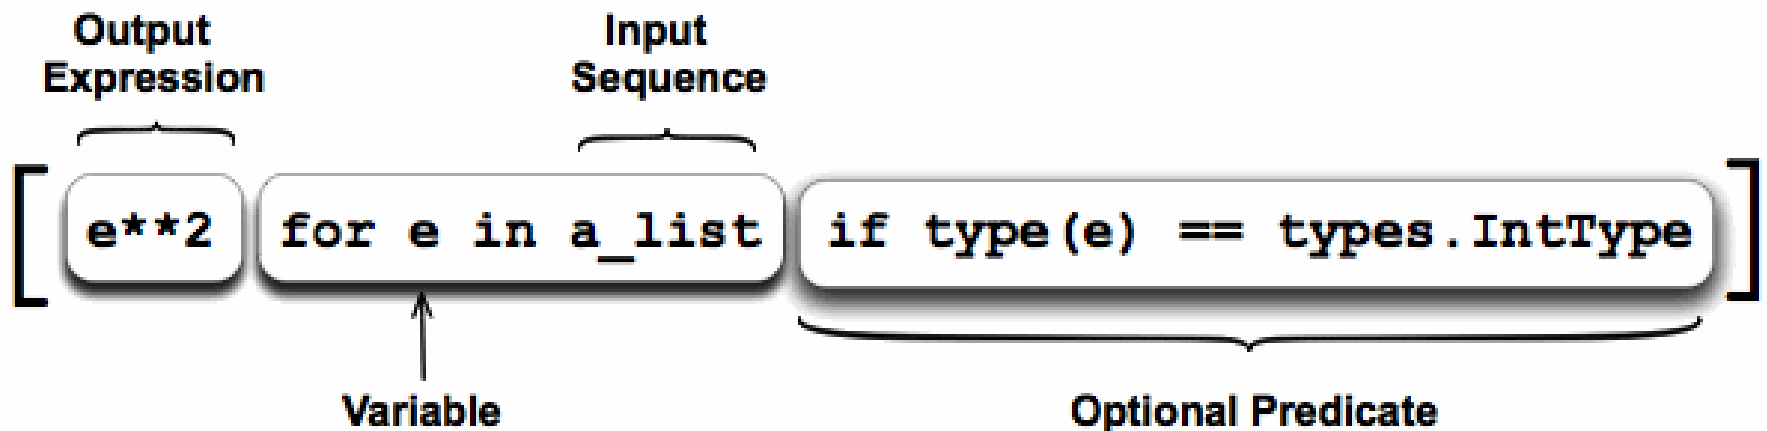 Output
Expression
Input
Sequence
[ e**2 for e in a_list if type(e) == types.IntType ]
Variable
Optional Predicate